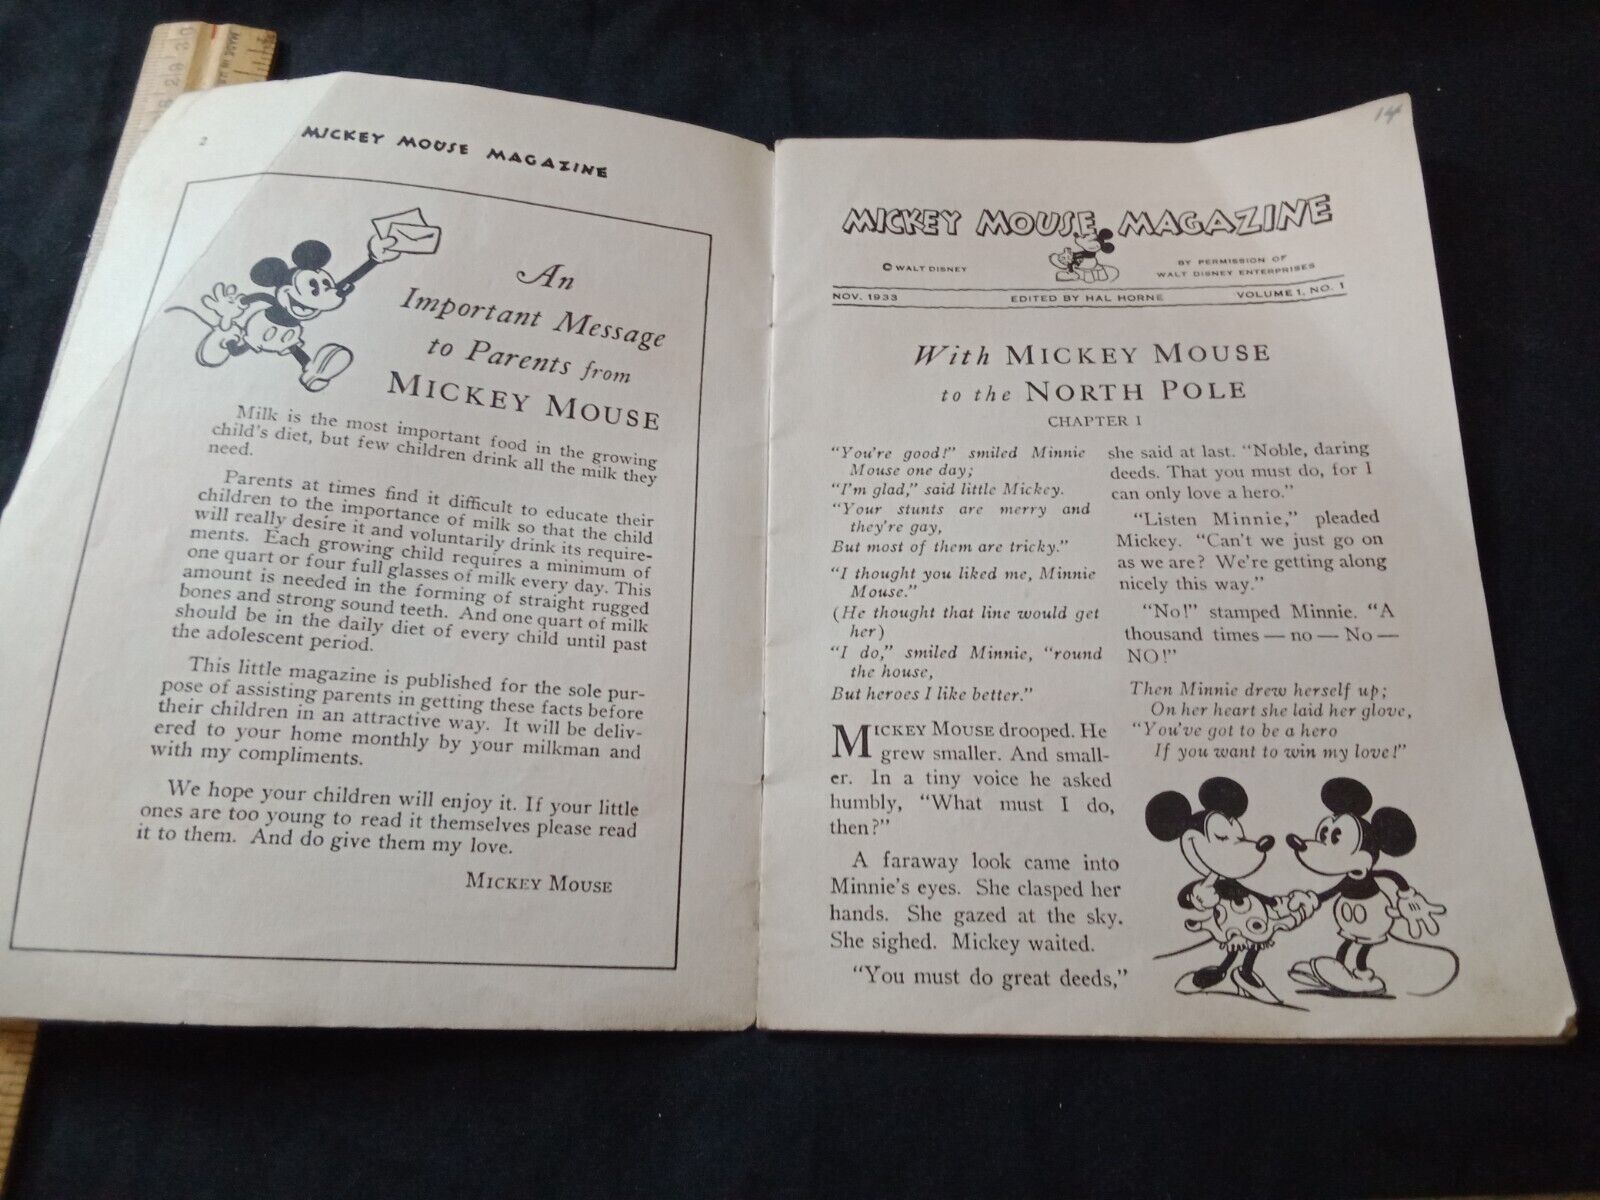 2
MICKEY MOUSE MAGAZINE
An
Important Message
to Parents from
MICKEY MOUSE
Milk is the most important food in the growing
child's diet, but few children drink all the milk they
need.
Parents at times find it difficult to educate their
children to the importance of milk so that the child
will really desire it and voluntarily drink its require-
ments. Each growing child requires a minimum of
one quart or four full glasses of milk every day. This
amount is needed in the forming of straight rugged
bones and strong sound teeth. And one quart of milk
should be in the daily diet of every child until past
the adolescent period.
This little magazine is published for the sole pur-
pose of assisting parents in getting these facts before
their children in an attractive way. It will be deliv-
ered to your home monthly by your milkman and
with my compliments.
We hope your children will enjoy it. If your little
ones are too young to read it themselves please read
it to them. And do give them my love.
MICKEY MOUSE
MICKEY MOUSE MAGAZINE
© WALT DISNEY
BY PERMISSION OF
WALT DISNEY ENTERPRISES
NOV. 1933 EDITED BY HAL HORNE VOLUME 1, NO. 1
With MICKEY MOUSE
to the NORTH POLE
CHAPTER I
"You're good!" smiled Minnie
Mouse one day;
"I'm glad," said little Mickey.
"Your stunts are merry and
they're gay,
But most of them are tricky."
"I thought you liked me, Minnie
Mouse."
(He thought that line would get
her)
"I do," smiled Minnie, "round
the house,
But heroes I like better."
MICKEY MOUSE drooped. He
grew smaller. And small-
er. In a tiny voice he asked
humbly, "What must I do,
then?"
A faraway look came into
Minnie's eyes. She clasped her
hands. She gazed at the sky.
She sighed. Mickey waited.
"You must do great deeds,"
she said at last. "Noble, daring
deeds. That you must do, for I
can only love a hero."
"Listen Minnie," pleaded
Mickey. "Can't we just go on
as we are? We're getting along
nicely this way."
"No!" stamped Minnie. "A
thousand times — no — No —
NO!"
Then Minnie drew herself up;
On her heart she laid her glove,
"You've got to be a hero
If you want to win my love!"